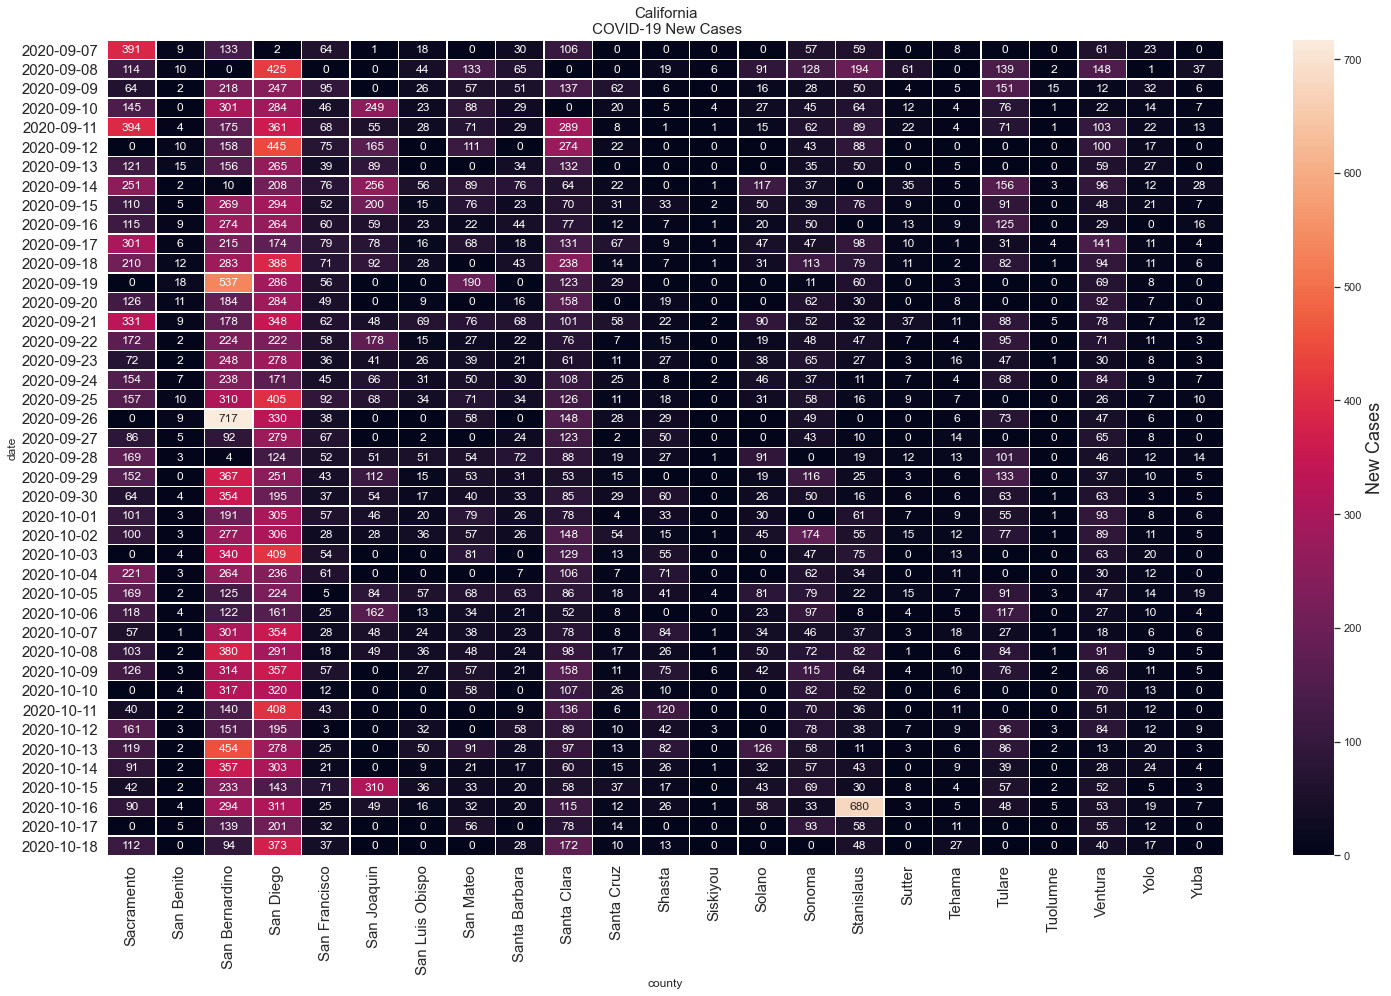 California
COVID-19 New Cases
2020-09-07 391 9 133 2 64 1 18 0 30 106 0 0 0 0 57 59 0 8 0 0 61 23 0
2020-09-08 114 10 0 425 0 0 44 133 65 0 0 19 6 91 128 194 61 0 139 2 148 1 37
2020-09-09 64 2 218 247 95 0 26 57 51 137 62 6 0 16 28 50 4 5 151 15 12 32 6
2020-09-10 145 0 301 284 46 249 23 88 29 0 20 5 4 27 45 64 12 4 76 1 22 14 7
2020-09-11 394 4 175 361 68 55 28 71 29 289 8 1 1 15 62 89 22 4 71 1 103 22 13
2020-09-12 0 10 158 445 75 165 0 111 0 274 22 0 0 0 43 88 0 0 0 0 100 17 0
2020-09-13 121 15 156 265 39 89 0 0 34 132 0 0 0 0 35 50 0 5 0 0 59 27 0
2020-09-14 251 2 10 208 76 256 56 89 76 64 22 0 1 117 37 0 35 5 156 3 96 12 28
2020-09-15 110 5 269 294 52 200 15 76 23 70 31 33 2 50 39 76 9 0 91 0 48 21 7
2020-09-16 115 9 274 264 60 59 23 22 44 77 12 7 1 20 50 0 13 9 125 0 29 0 16
2020-09-17 301 6 215 174 79 78 16 68 18 131 67 9 1 47 47 98 10 1 31 4 141 11 4
2020-09-18 210 12 283 388 71 92 28 0 43 238 14 7 1 31 113 79 11 2 82 1 94 11 6
2020-09-19 0 18 537 286 56 0 0 190 0 123 29 0 0 0 11 60 0 3 0 0 69 8 0
2020-09-20 126 11 184 284 49 0 9 0 16 158 0 19 0 0 62 30 0 8 0 0 92 7 0
2020-09-21 331 9 178 348 62 48 69 76 68 101 58 22 2 90 52 32 37 11 88 5 78 7 12
2020-09-22 172 2 224 222 58 178 15 27 22 76 7 15 0 19 48 47 7 4 95 0 71 11 3
2020-09-23 72 2 248 278 36 41 26 39 21 61 11 27 0 38 65 27 3 16 47 1 30 8 3
2020-09-24 154 7 238 171 45 66 31 50 30 108 25 8 2 46 37 11 7 4 68 0 84 9 7
2020-09-25 157 10 310 405 92 68 34 71 34 126 11 18 0 31 58 16 9 7 0 0 26 7 10
2020-09-26 0 9 717 330 38 0 0 58 0 148 28 29 0 0 49 0 0 6 73 0 47 6 0
2020-09-27 86 5 92 279 67 0 2 0 24 123 2 50 0 0 43 10 0 14 0 0 65 8 0
2020-09-28 169 3 4 124 52 51 51 54 72 88 19 27 1 91 0 19 12 13 101 0 46 12 14
2020-09-29 152 0 367 251 43 112 15 53 31 53 15 0 0 19 116 25 3 6 133 0 37 10 5
2020-09-30 64 4 354 195 37 54 17 40 33 85 29 60 0 26 50 16 6 6 63 1 63 3 5
2020-10-01 101 3 191 305 57 46 20 79 26 78 4 33 0 30 0 61 7 9 55 1 93 8 6
2020-10-02 100 3 277 306 28 28 36 57 26 148 54 15 1 45 174 55 15 12 77 1 89 11 5
2020-10-03 0 4 340 409 54 0 0 81 0 129 13 55 0 0 47 75 0 13 0 0 63 20 0
2020-10-04 221 3 264 236 61 0 0 0 7 106 7 71 0 0 62 34 0 11 0 0 30 12 0
2020-10-05 169 2 125 224 5 84 57 68 63 86 18 41 4 81 79 22 15 7 91 3 47 14 19
2020-10-06 118 4 122 161 25 162 13 34 21 52 8 0 0 23 97 8 4 5 117 0 27 10 4
2020-10-07 57 1 301 354 28 48 24 38 23 78 8 84 1 34 46 37 3 18 27 1 18 6 6
2020-10-08 103 2 380 291 18 49 36 48 24 98 17 26 1 50 72 82 1 6 84 1 91 9 5
2020-10-09 126 3 314 357 57 0 27 57 21 158 11 75 6 42 115 64 4 10 76 2 66 11 5
2020-10-10 0 4 317 320 12 0 0 58 0 107 26 10 0 0 82 52 0 6 0 0 70 13 0
2020-10-11 40 2 140 408 43 0 0 0 9 136 6 120 0 0 70 36 0 11 0 0 51 12 0
2020-10-12 161 3 151 195 3 0 32 0 58 89 10 42 3 0 78 38 7 9 96 3 84 12 9
2020-10-13 119 2 454 278 25 0 50 91 28 97 13 82 0 126 58 11 3 6 86 2 13 20 3
2020-10-14 91 2 357 303 21 0 9 21 17 60 15 26 1 32 57 43 0 9 39 0 28 24 4
2020-10-15 42 2 233 143 71 310 36 33 20 58 37 17 0 43 69 30 8 4 57 2 52 5 3
2020-10-16 90 4 294 311 25 49 16 32 20 115 12 26 1 58 33 680 3 5 48 5 53 19 7
2020-10-17 0 5 139 201 32 0 0 56 0 78 14 0 0 0 93 58 0 11 0 0 55 12 0
2020-10-18 112 0 94 373 37 0 0 0 28 172 10 13 0 0 0 48 0 27 0 0 40 17 0
date
Sacramento
San Benito
San Bernardino
San Diego
San Francisco
San Joaquin
San Luis Obispo
San Mateo
Santa Barbara
Santa Clara
Santa Cruz
Shasta
Siskiyou
Solano
Sonoma
Stanislaus
Sutter
Tehama
Tulare
Tuolumne
Ventura
Yolo
Yuba
county
700
600
500
400
300
200
100
0
New Cases